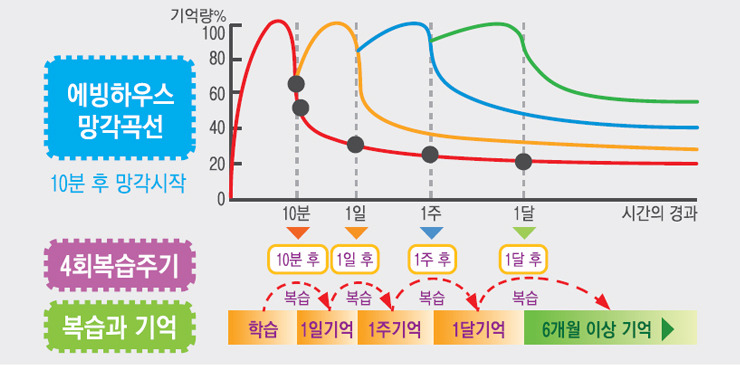 기억량%
100
80
60
40
20
0
에빙하우스
망각곡선
10분 후 망각시작
10분 1일 1주 1달 시간의 경과
4회복습주기
10분 후 1일 후 1주 후 1달 후
복습 복습 복습 복습
복습과 기억
학습 1일기억 1주기억 1달기억 6개월 이상 기억